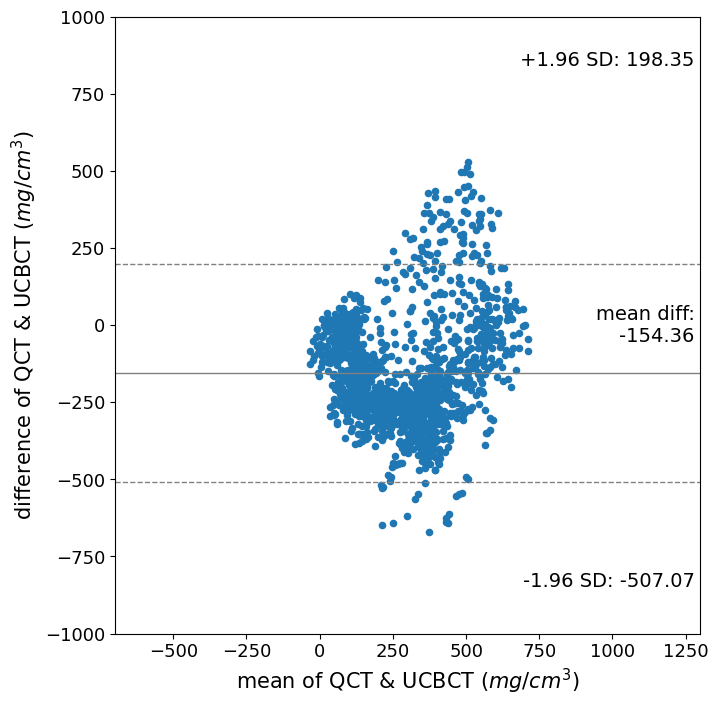 1000
750
500
250
0
−250
−500
−750
−1000
difference of QCT & UCBCT (mg/cm³)
+1.96 SD: 198.35
mean diff:
-154.36
-1.96 SD: -507.07
−500 −250 0 250 500 750 1000 1250
mean of QCT & UCBCT (mg/cm³)